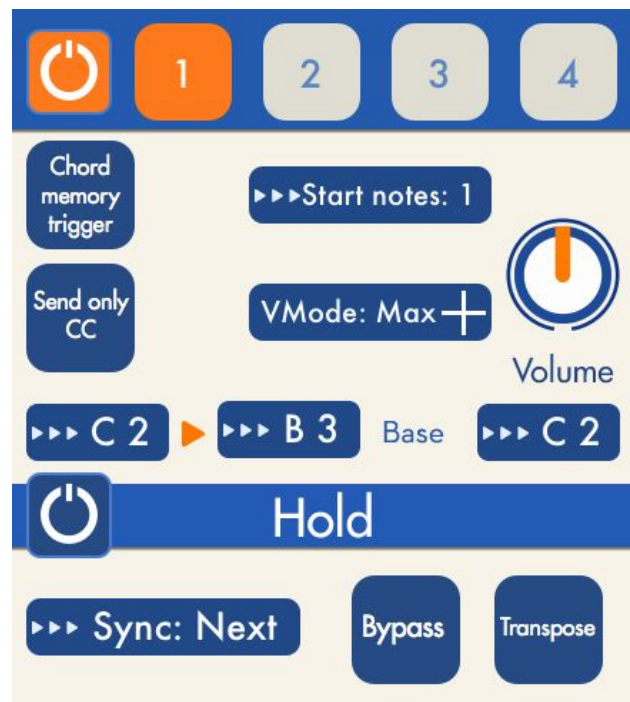 1 2 3 4
Chord
memory
trigger
Start notes: 1
Send only
CC
VMode: Max
Volume
C 2 B 3 Base C 2
Hold
Sync: Next Bypass Transpose